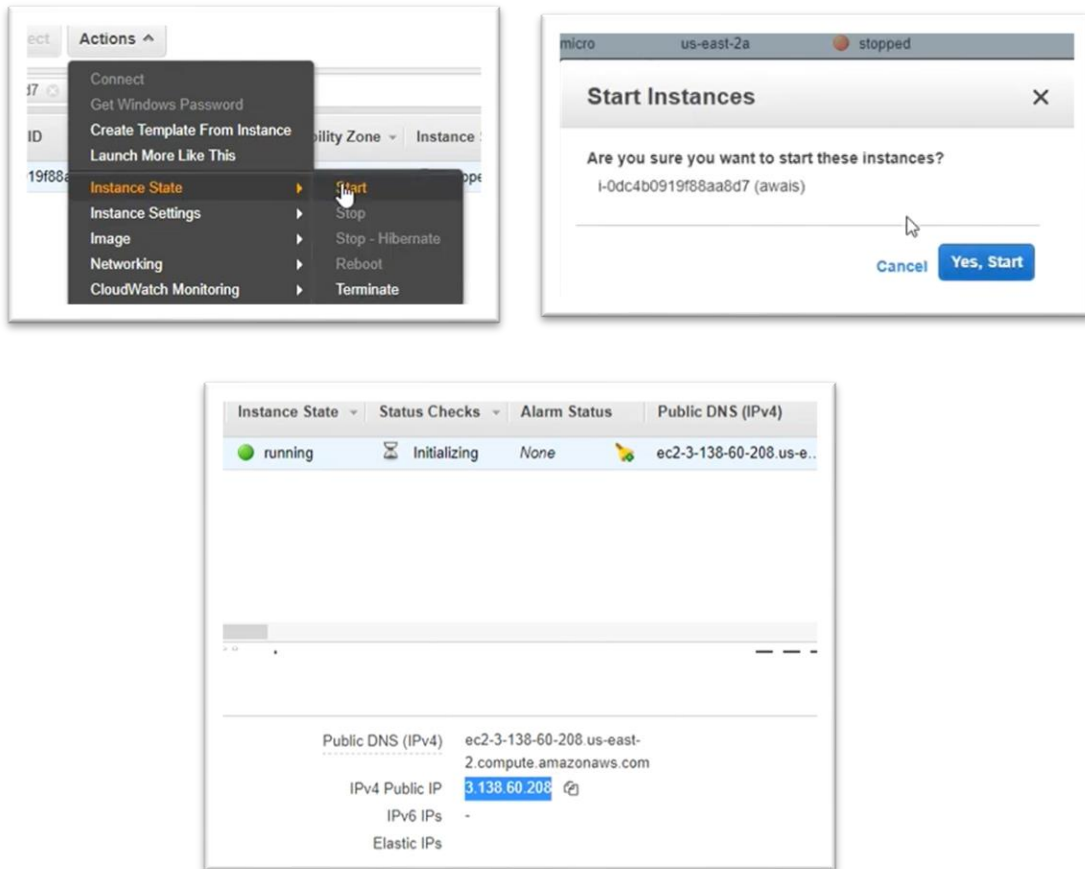 ect Actions
Connect
d7
Get Windows Password
Create Template From Instance
ID bility Zone Instance
Launch More Like This
19f88a
Instance State Start
Instance Settings Stop
Image Stop - Hibernate
Networking Reboot
CloudWatch Monitoring Terminate
micro us-east-2a stopped
Start Instances
Are you sure you want to start these instances?
i-0dc4b0919f88aa8d7 (awais)
Cancel Yes, Start
Instance State Status Checks Alarm Status Public DNS (IPv4)
running Initializing None ec2-3-138-60-208.us-e..
Public DNS (IPv4) ec2-3-138-60-208.us-east-
2.compute.amazonaws.com
IPv4 Public IP 3.138.60.208
IPv6 IPs -
Elastic IPs